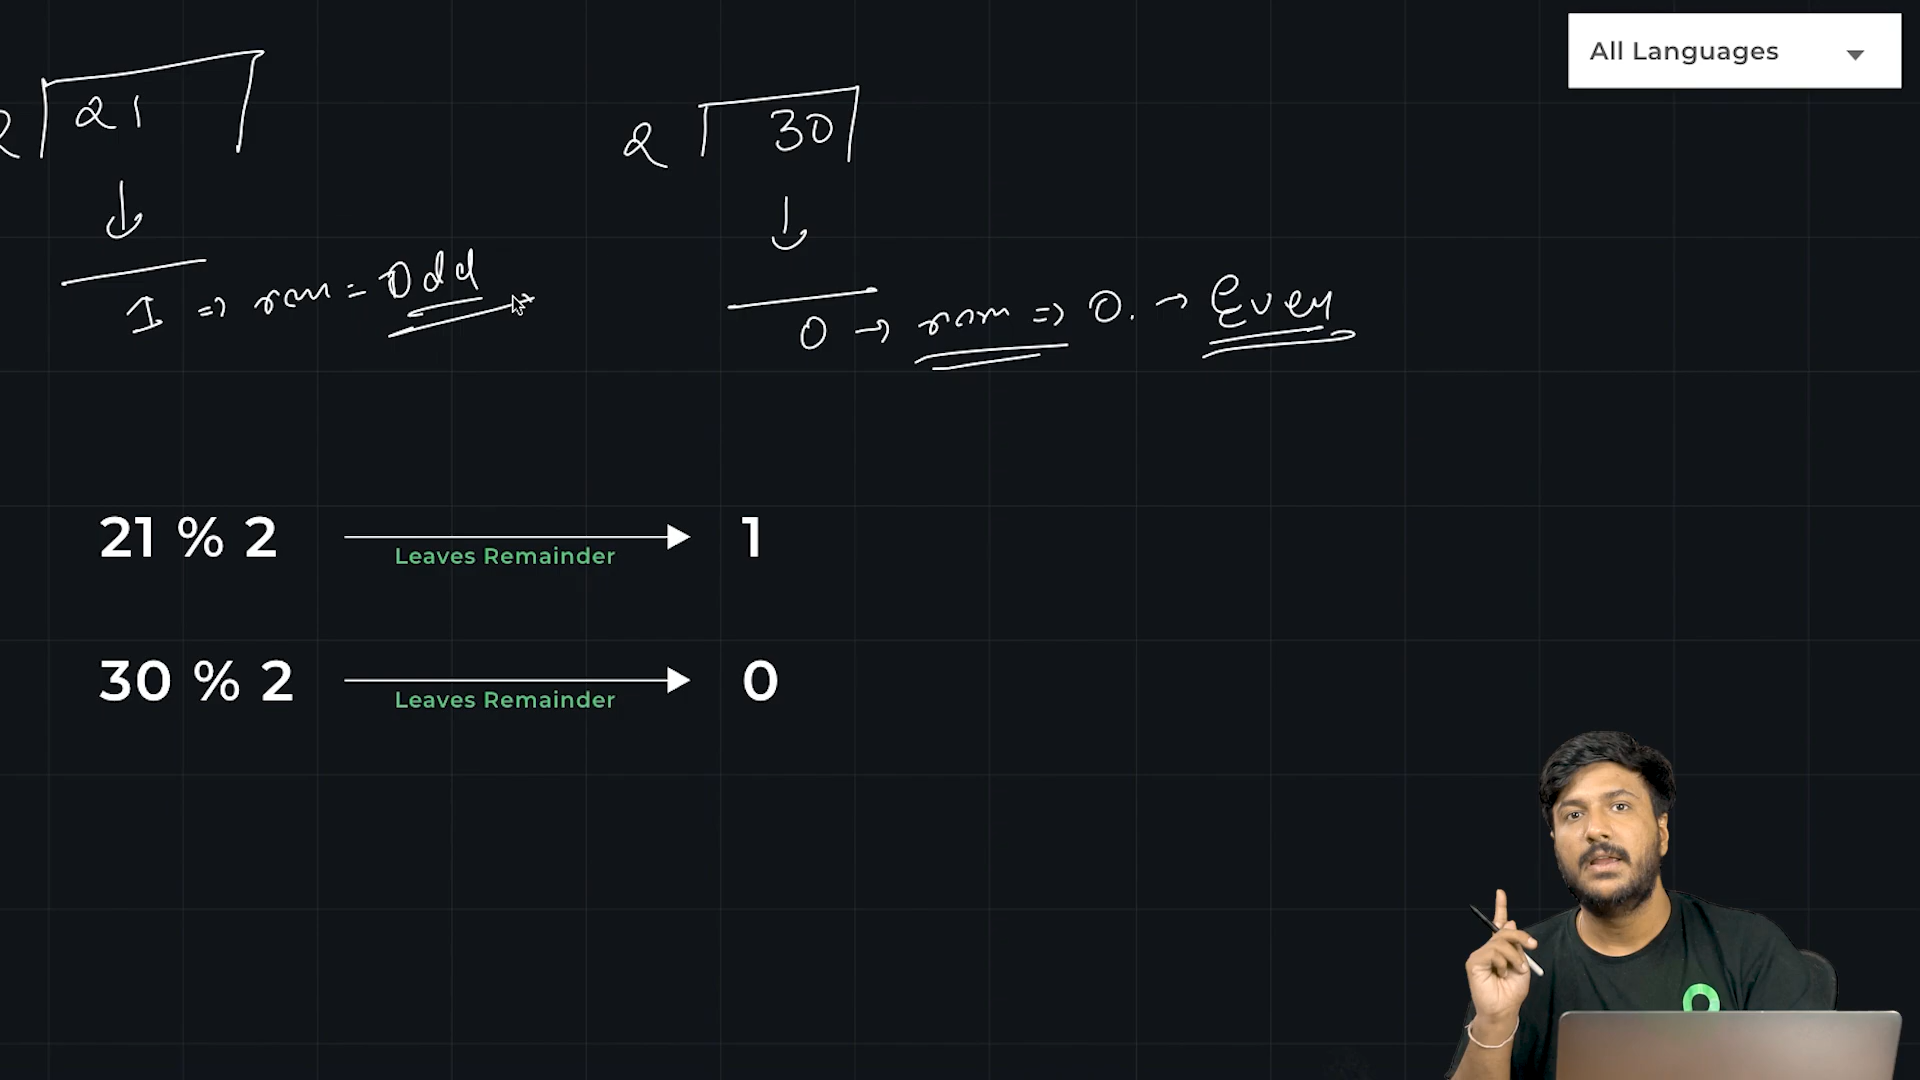 All Languages
2 21
2 30
1 => rem = Odd
0 → rem => 0. → Even
21 % 2 Leaves Remainder 1
30 % 2 Leaves Remainder 0